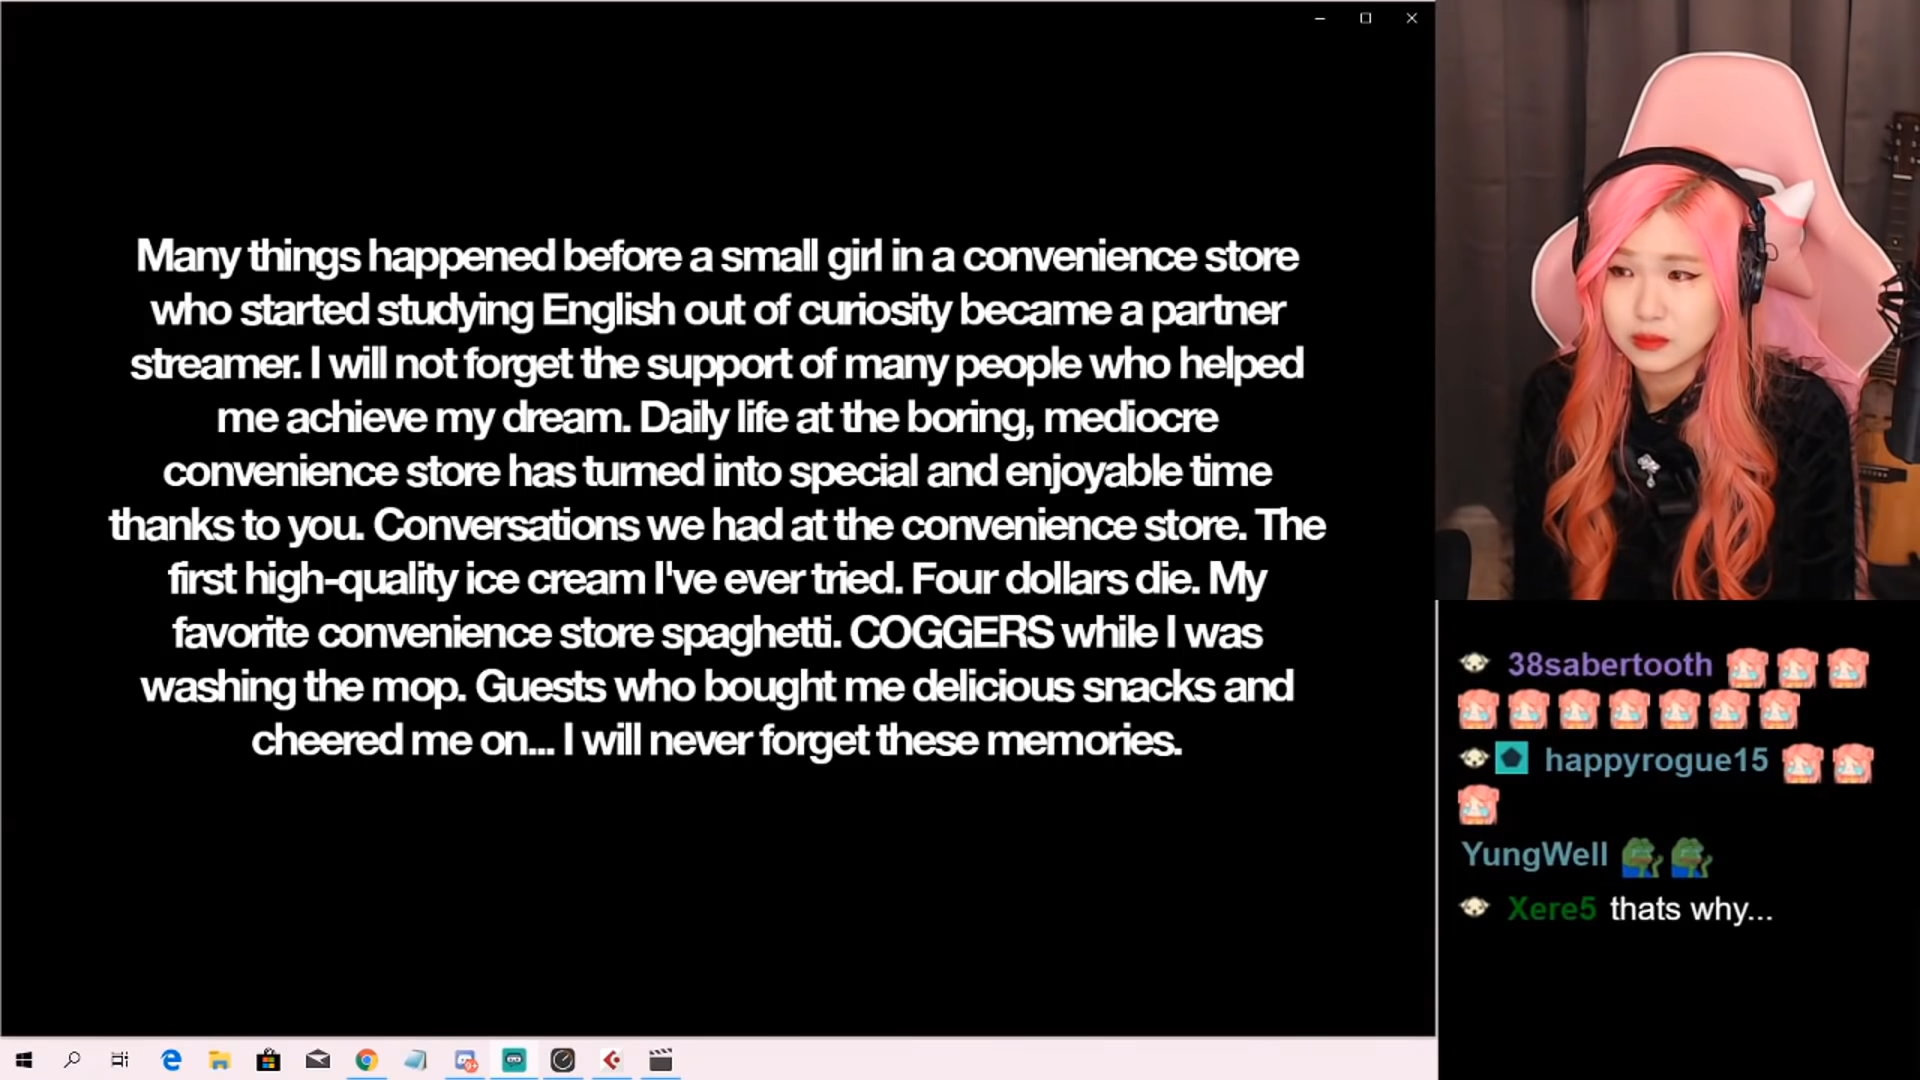 Many things happened before a small girl in a convenience store
who started studying English out of curiosity became a partner
streamer. I will not forget the support of many people who helped
me achieve my dream. Daily life at the boring, mediocre
convenience store has turned into special and enjoyable time
thanks to you. Conversations we had at the convenience store. The
first high-quality ice cream I've ever tried. Four dollars die. My
favorite convenience store spaghetti. COGGERS while I was
washing the mop. Guests who bought me delicious snacks and
cheered me on... I will never forget these memories.
38sabertooth
happyrogue15
YungWell
Xere5 thats why...